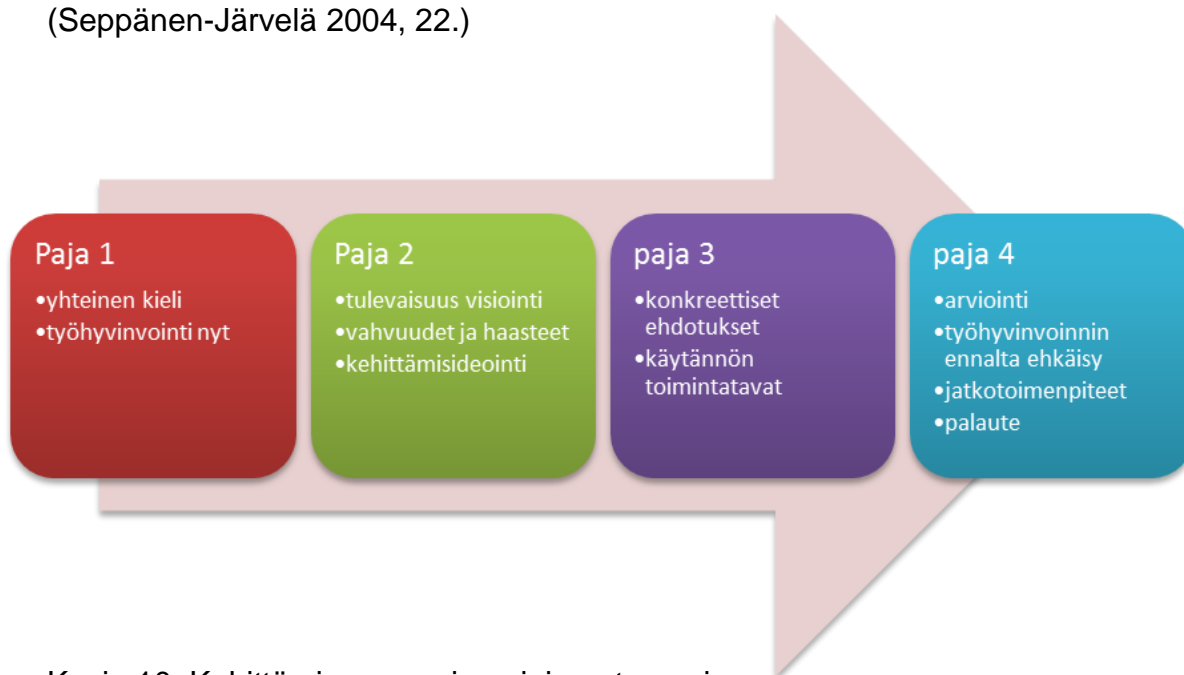 (Seppänen-Järvelä 2004, 22.)
Paja 1
•yhteinen kieli
•työhyvinvointi nyt
Paja 2
•tulevaisuus visiointi
•vahvuudet ja haasteet
•kehittämisideointi
paja 3
•konkreettiset
ehdotukset
•käytännön
toimintatavat
paja 4
•arviointi
•työhyvinvoinnin
ennalta ehkäisy
•jatkotoimenpiteet
•palaute